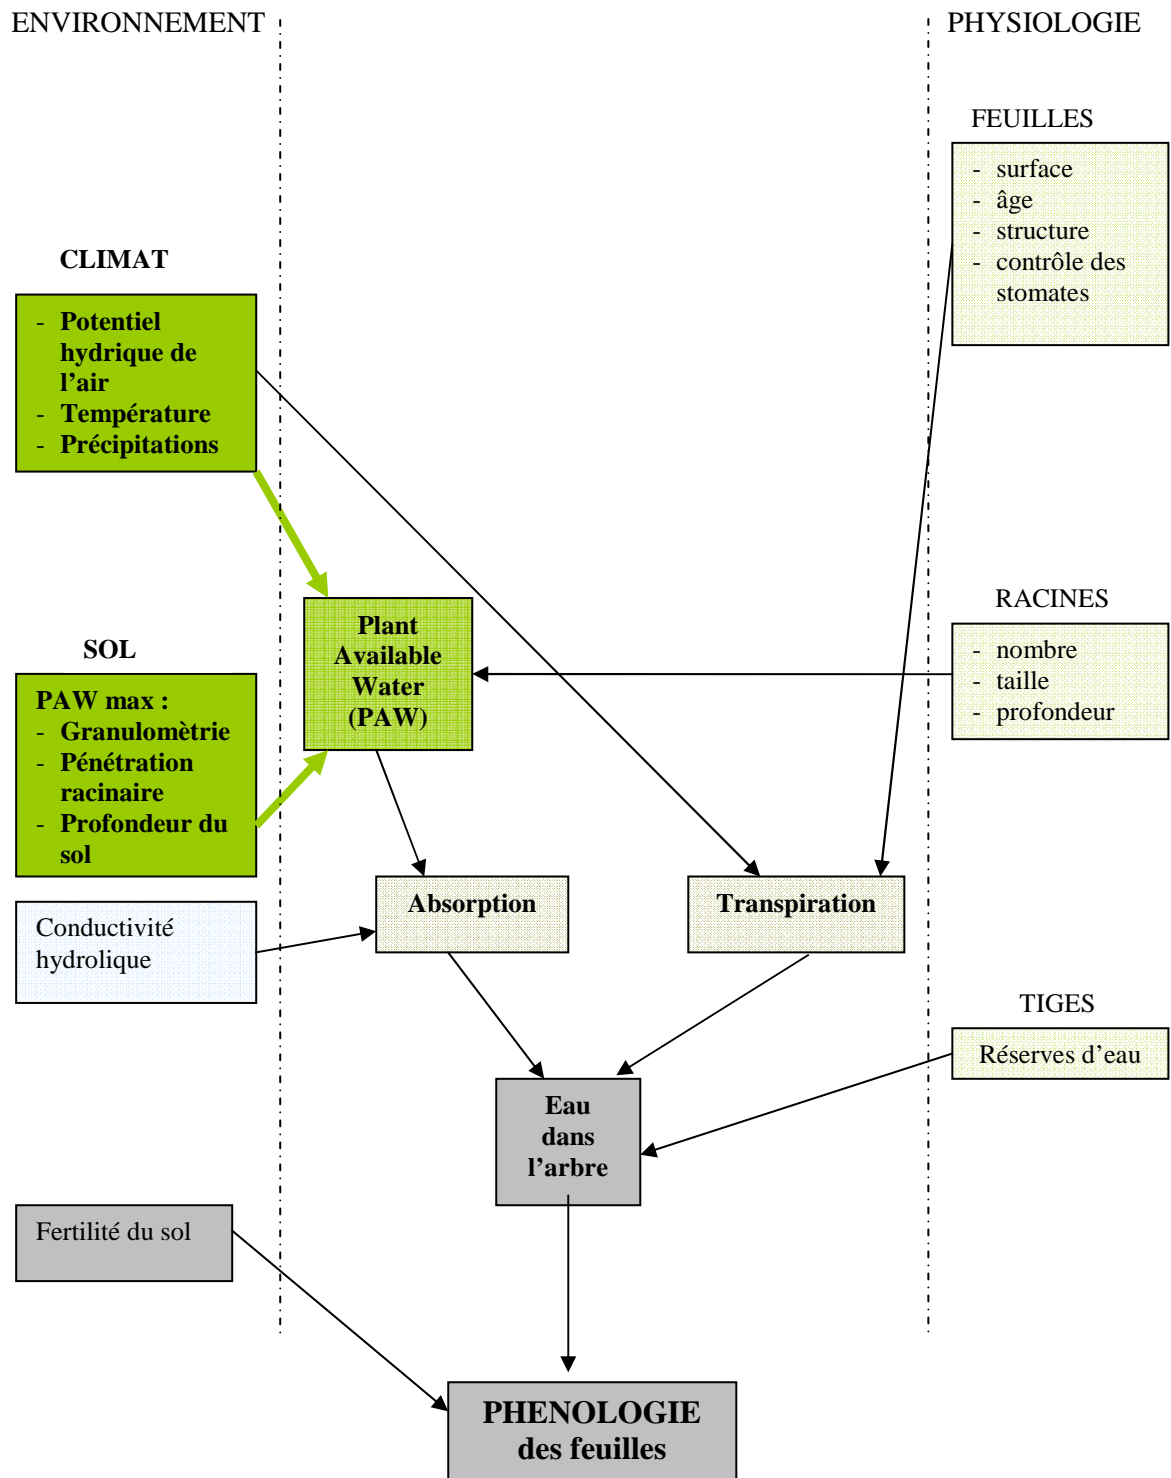 ENVIRONNEMENT
PHYSIOLOGIE
FEUILLES
- surface
- âge
- structure
- contrôle des
stomates
CLIMAT
- Potentiel
hydrique de
l’air
- Température
- Précipitations
Plant
Available
Water
(PAW)
RACINES
- nombre
- taille
- profondeur
SOL
PAW max :
- Granulomètrie
- Pénétration
racinaire
- Profondeur du
sol
Absorption
Transpiration
Conductivité
hydrolique
TIGES
Réserves d’eau
Eau
dans
l’arbre
Fertilité du sol
PHENOLOGIE
des feuilles